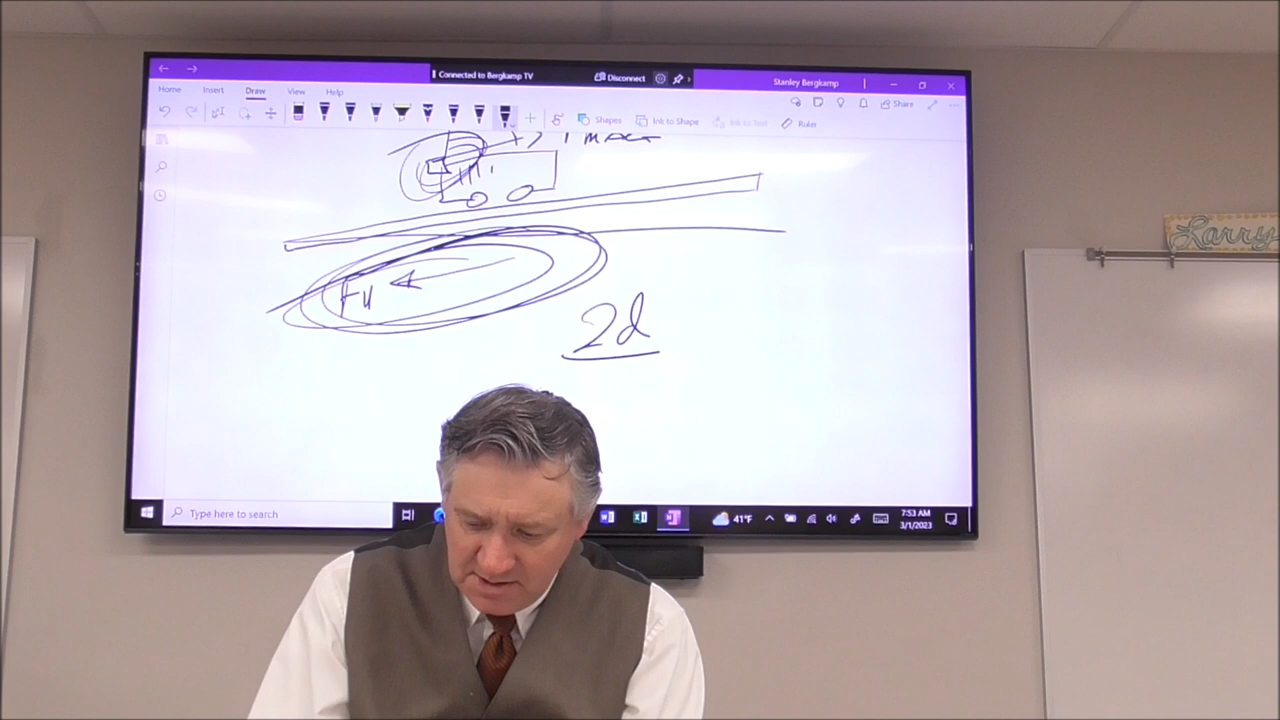 Connected to Bergkamp TV
Disconnect
Stanley Bergkamp
Home Insert Draw View Help
Share
Shapes Ink to Shape Ink to Text Ruler
2d
Type here to search
41°F
7:53 AM
3/1/2023
Larry